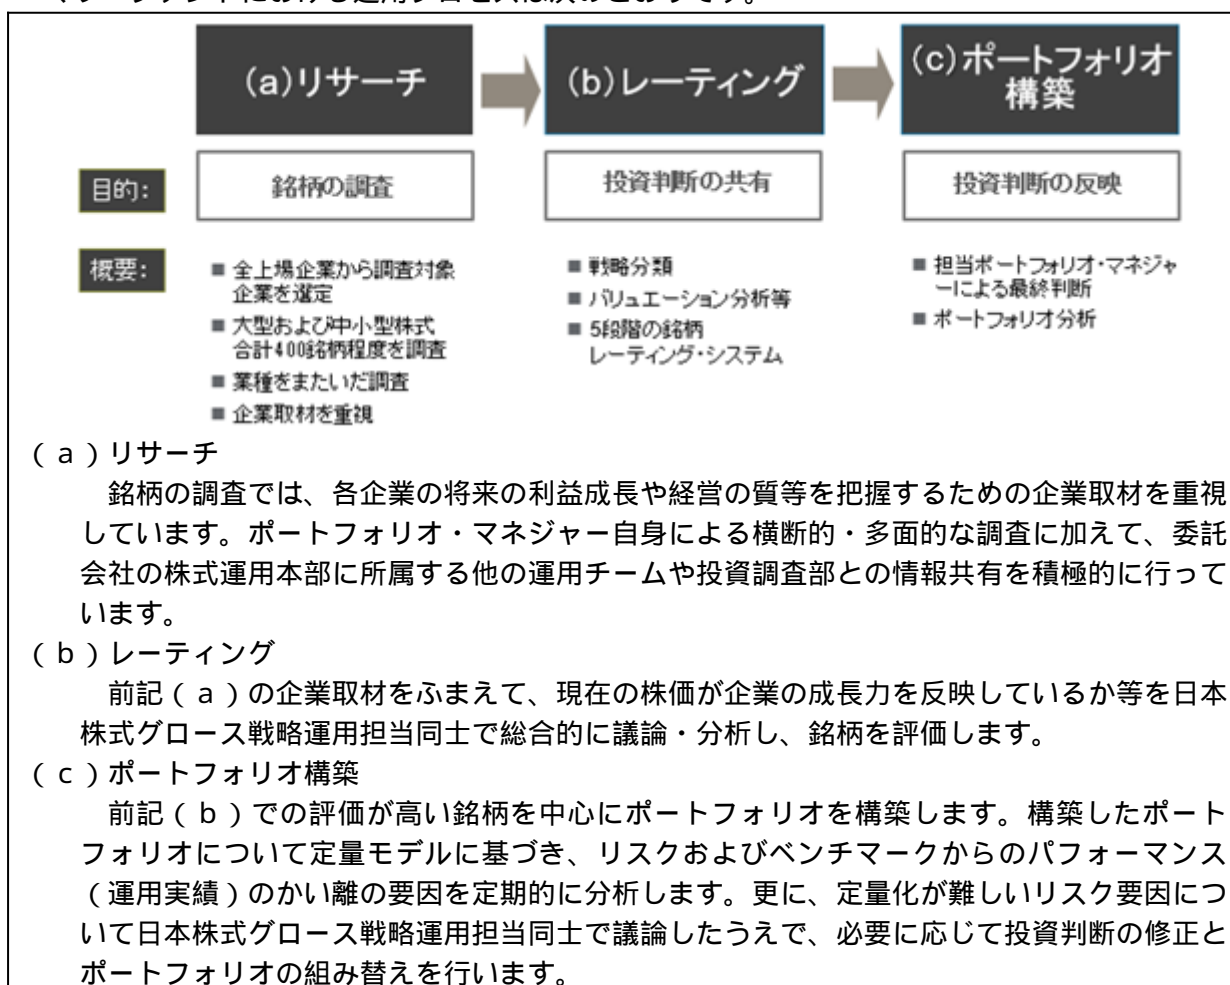 マザーファンドにおける運用プロセスは次のとおりです。
(a)リサーチ
(b)レーティング
(c)ポートフォリオ
構築
目的:
銘柄の調査
投資判断の共有
投資判断の反映
概要:
■ 全上場企業から調査対象
企業を選定
■ 大型および中小型株式
合計400銘柄程度を調査
■ 業種をまたいだ調査
■ 企業取材を重視
■ 戦略分類
■ バリュエーション分析等
■ 5段階の銘柄
レーティング・システム
■ 担当ポートフォリオ・マネジャ
ーによる最終判断
■ ポートフォリオ分析
(a)リサーチ
銘柄の調査では、各企業の将来の利益成長や経営の質等を把握するための企業取材を重視
しています。ポートフォリオ・マネジャー自身による横断的・多面的な調査に加えて、委託
会社の株式運用本部に所属する他の運用チームや投資調査部との情報共有を積極的に行って
います。
(b)レーティング
前記(a)の企業取材をふまえて、現在の株価が企業の成長力を反映しているか等を日本
株式グロース戦略運用担当同士で総合的に議論・分析し、銘柄を評価します。
(c)ポートフォリオ構築
前記(b)での評価が高い銘柄を中心にポートフォリオを構築します。構築したポート
フォリオについて定量モデルに基づき、リスクおよびベンチマークからのパフォーマンス
(運用実績)のかい離の要因を定期的に分析します。更に、定量化が難しいリスク要因につ
いて日本株式グロース戦略運用担当同士で議論したうえで、必要に応じて投資判断の修正と
ポートフォリオの組み替えを行います。